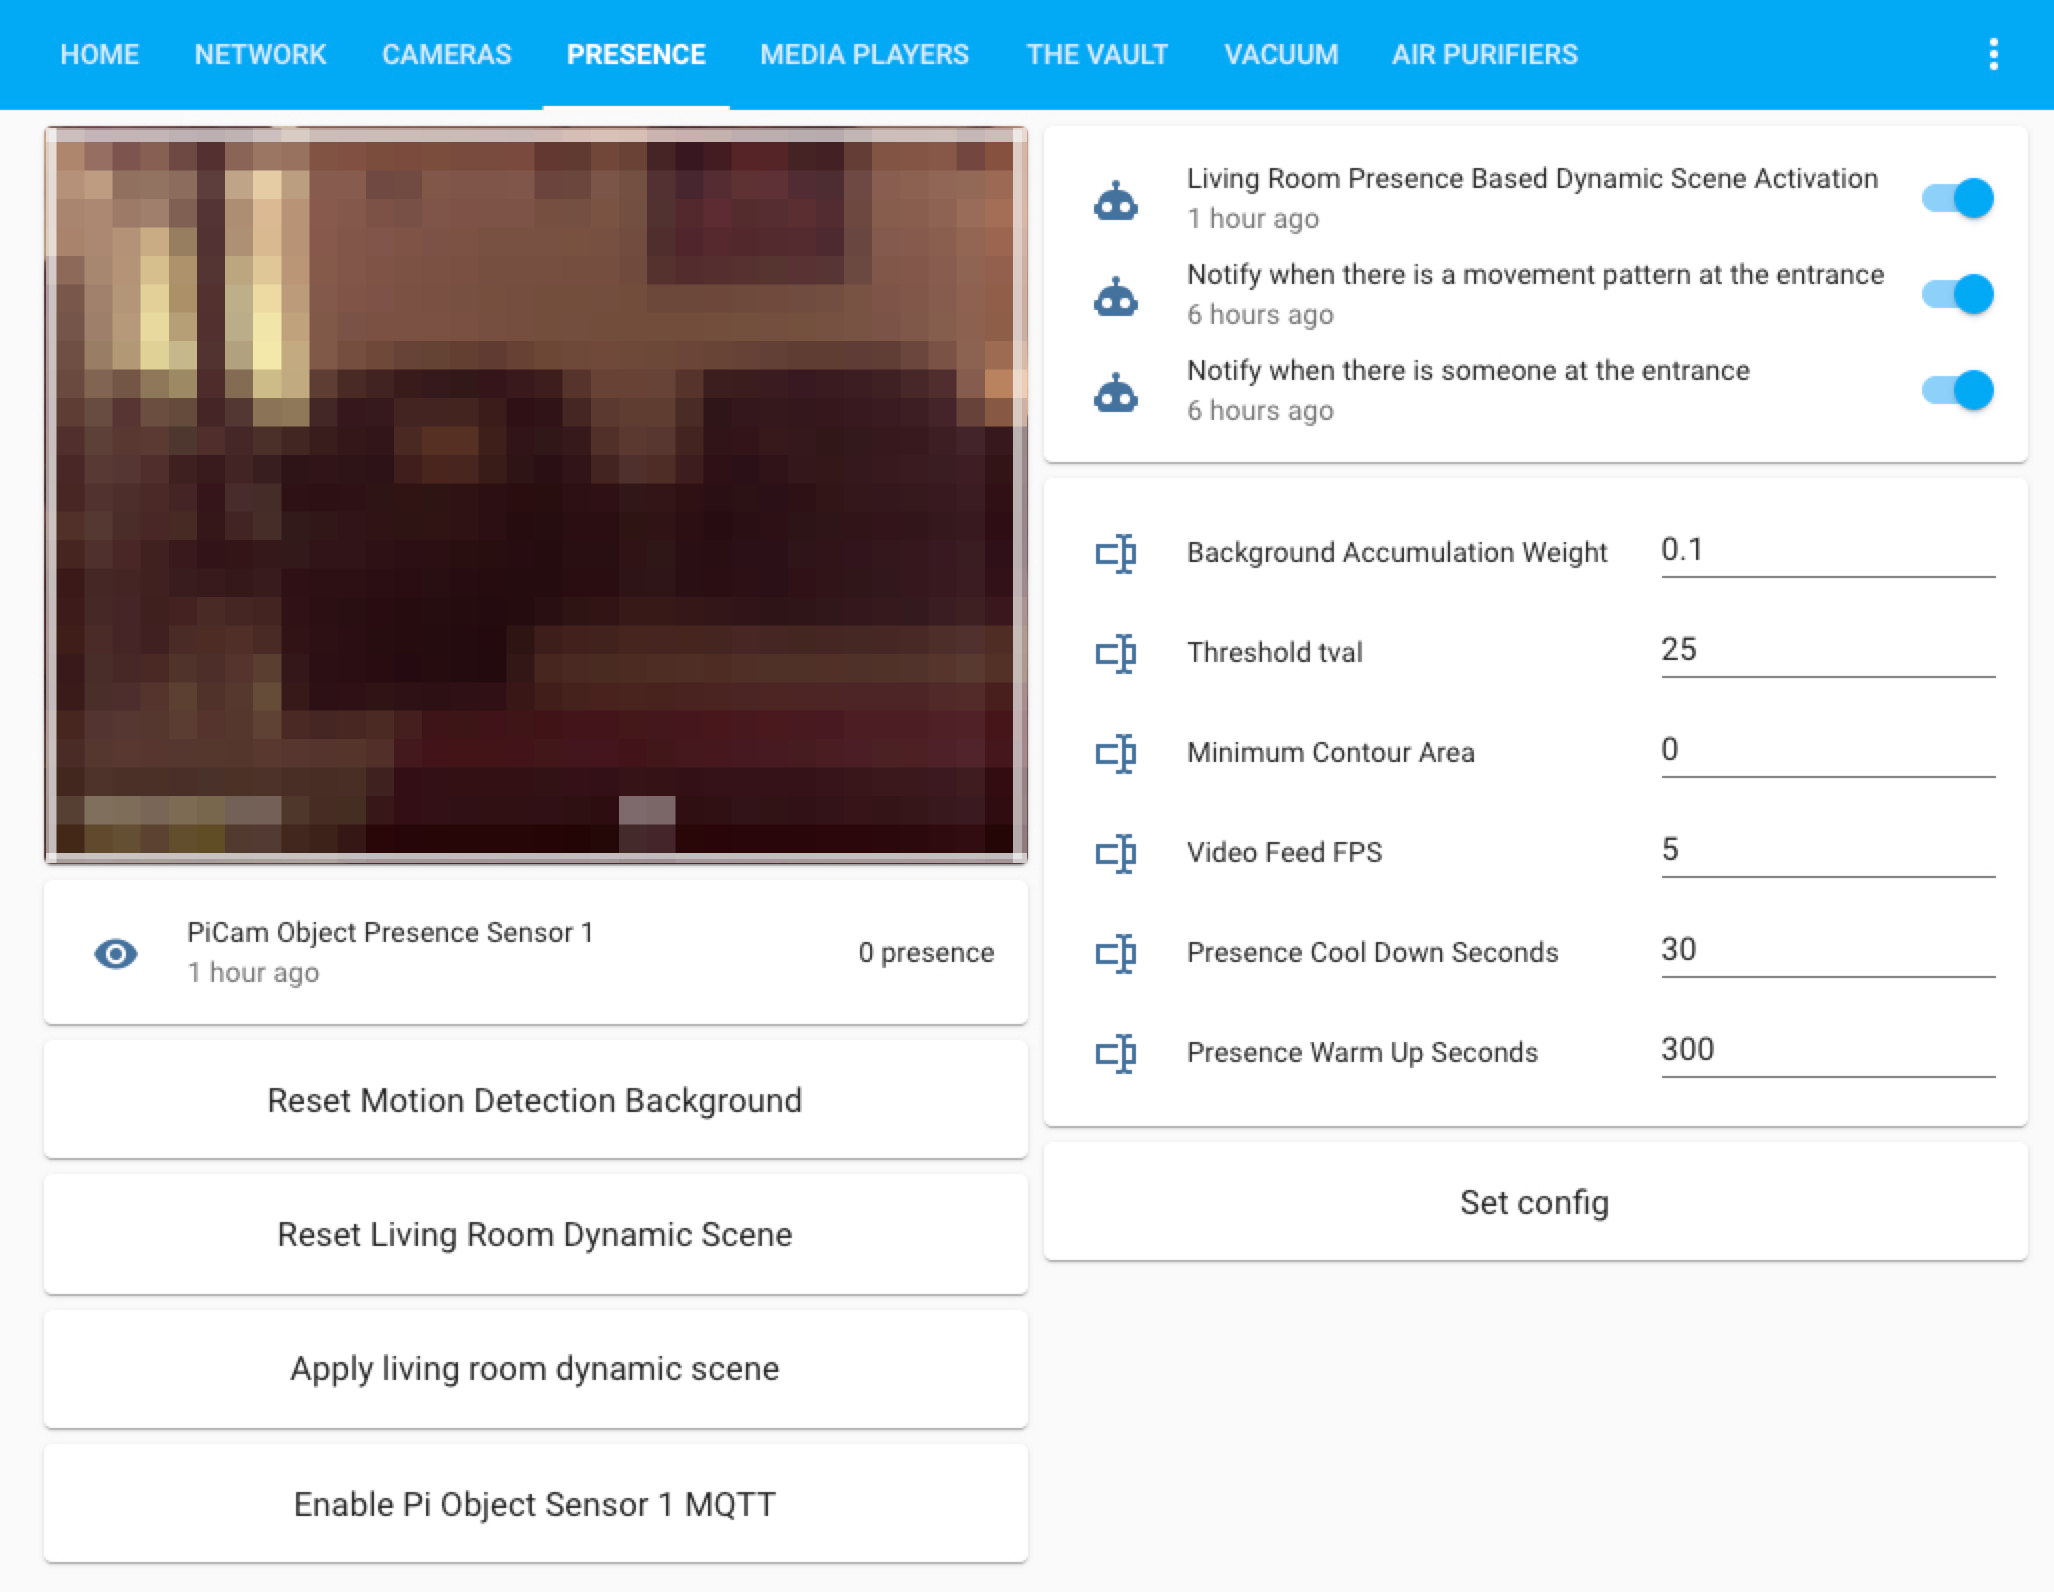 HOME NETWORK CAMERAS PRESENCE MEDIA PLAYERS THE VAULT VACUUM AIR PURIFIERS
PiCam Object Presence Sensor 1
1 hour ago
0 presence
Reset Motion Detection Background
Reset Living Room Dynamic Scene
Apply living room dynamic scene
Enable Pi Object Sensor 1 MQTT
Living Room Presence Based Dynamic Scene Activation
1 hour ago
Notify when there is a movement pattern at the entrance
6 hours ago
Notify when there is someone at the entrance
6 hours ago
Background Accumulation Weight 0.1
Threshold tval 25
Minimum Contour Area 0
Video Feed FPS 5
Presence Cool Down Seconds 30
Presence Warm Up Seconds 300
Set config